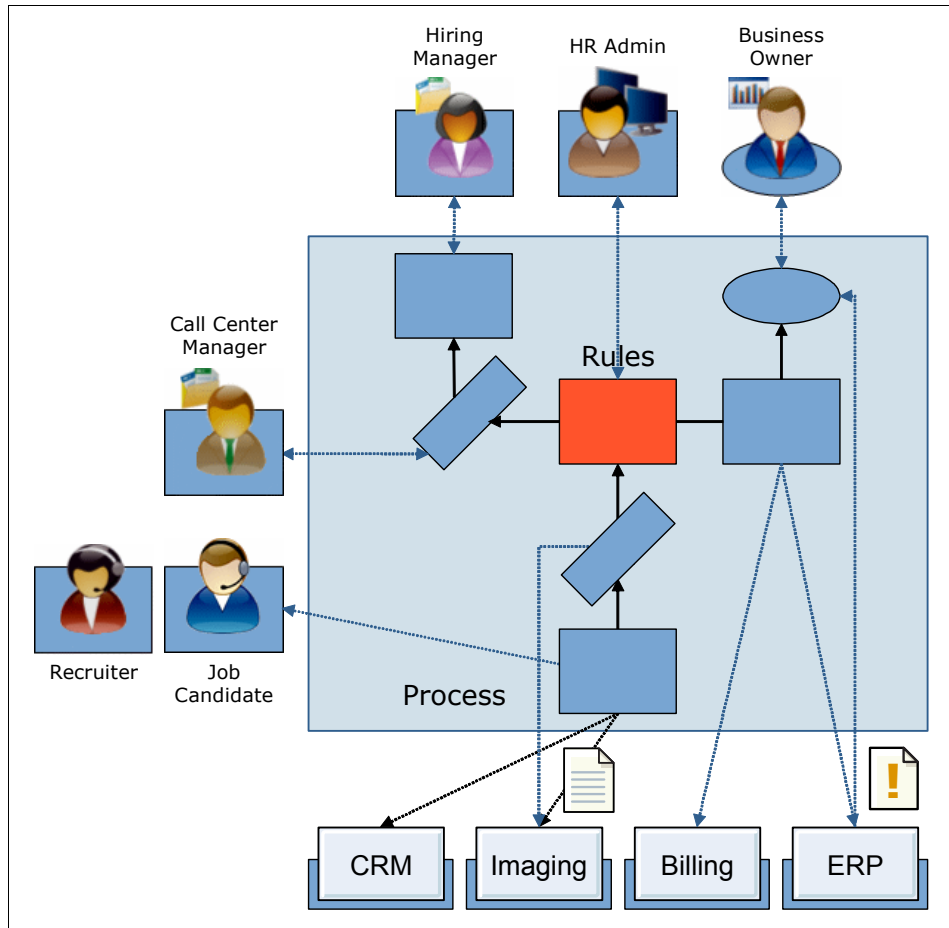 Hiring
Manager
HR Admin
Business
Owner
Call Center
Manager
Rules
Recruiter
Job
Candidate
Process
CRM
Imaging
Billing
ERP